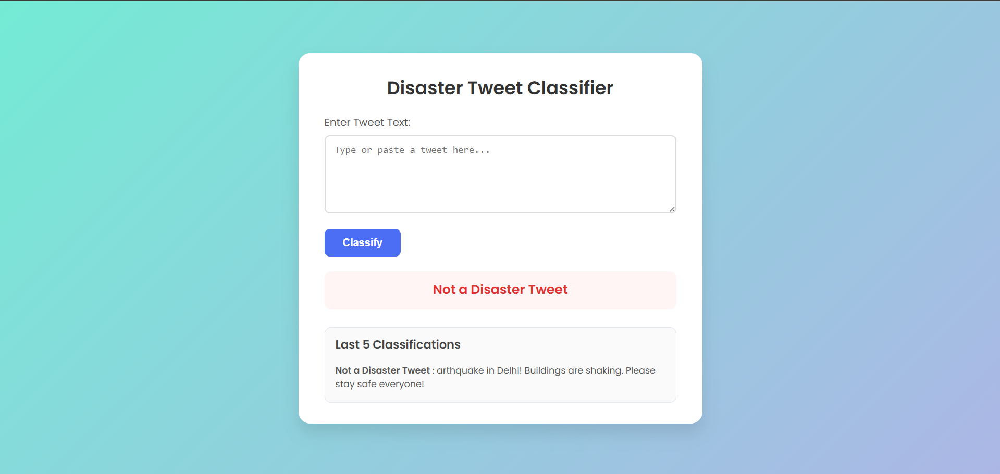 Disaster Tweet Classifier
Enter Tweet Text:
Type or paste a tweet here...
Classify
Not a Disaster Tweet
Last 5 Classifications
Not a Disaster Tweet : arthquake in Delhi! Buildings are shaking. Please
stay safe everyone!